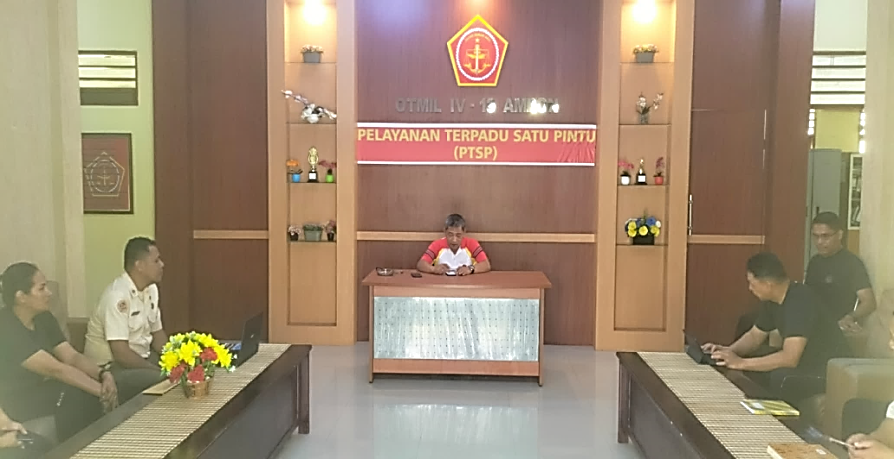 OTMIL IV - 18 AMBON
PELAYANAN TERPADU SATU PINTU
(PTSP)